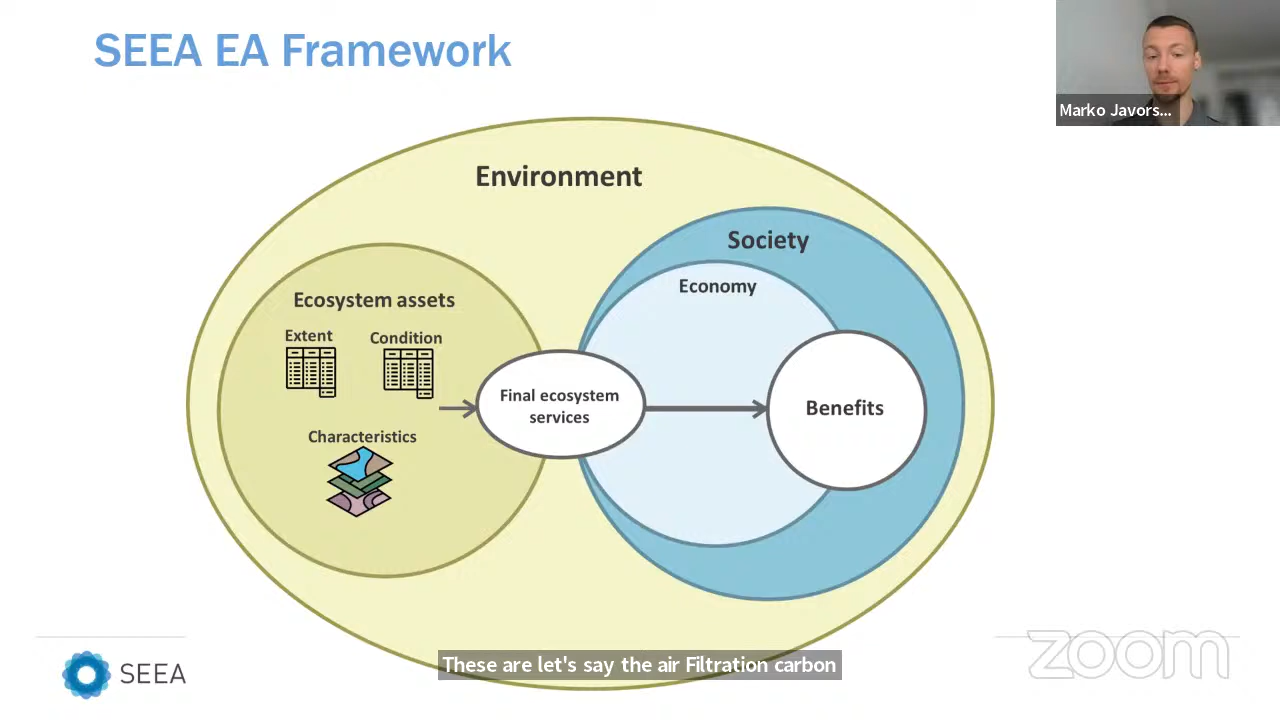 SEEA EA Framework
Marko Javors...
Environment
Society
Economy
Ecosystem assets
Extent
Condition
Final ecosystem
services
Benefits
Characteristics
These are let's say the air Filtration carbon
SEEA
zoom